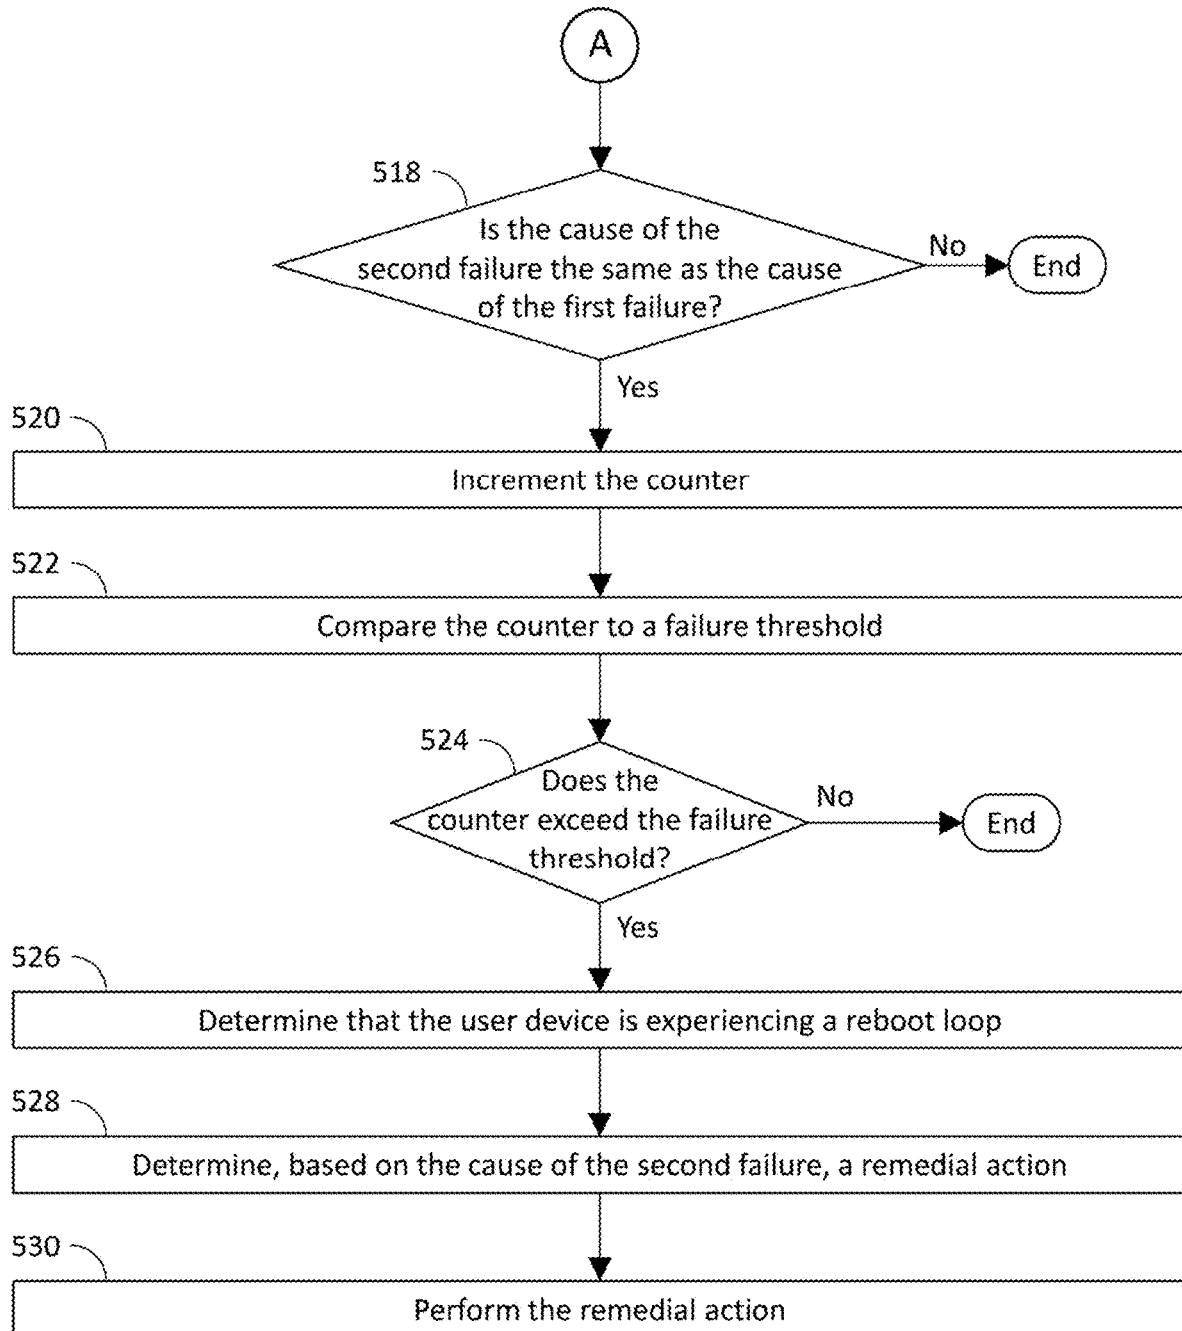 A
518
Is the cause of the
second failure the same as the cause
of the first failure?
No
End
Yes
520
Increment the counter
522
Compare the counter to a failure threshold
524
Does the
counter exceed the failure
threshold?
No
End
Yes
526
Determine that the user device is experiencing a reboot loop
528
Determine, based on the cause of the second failure, a remedial action
530
Perform the remedial action